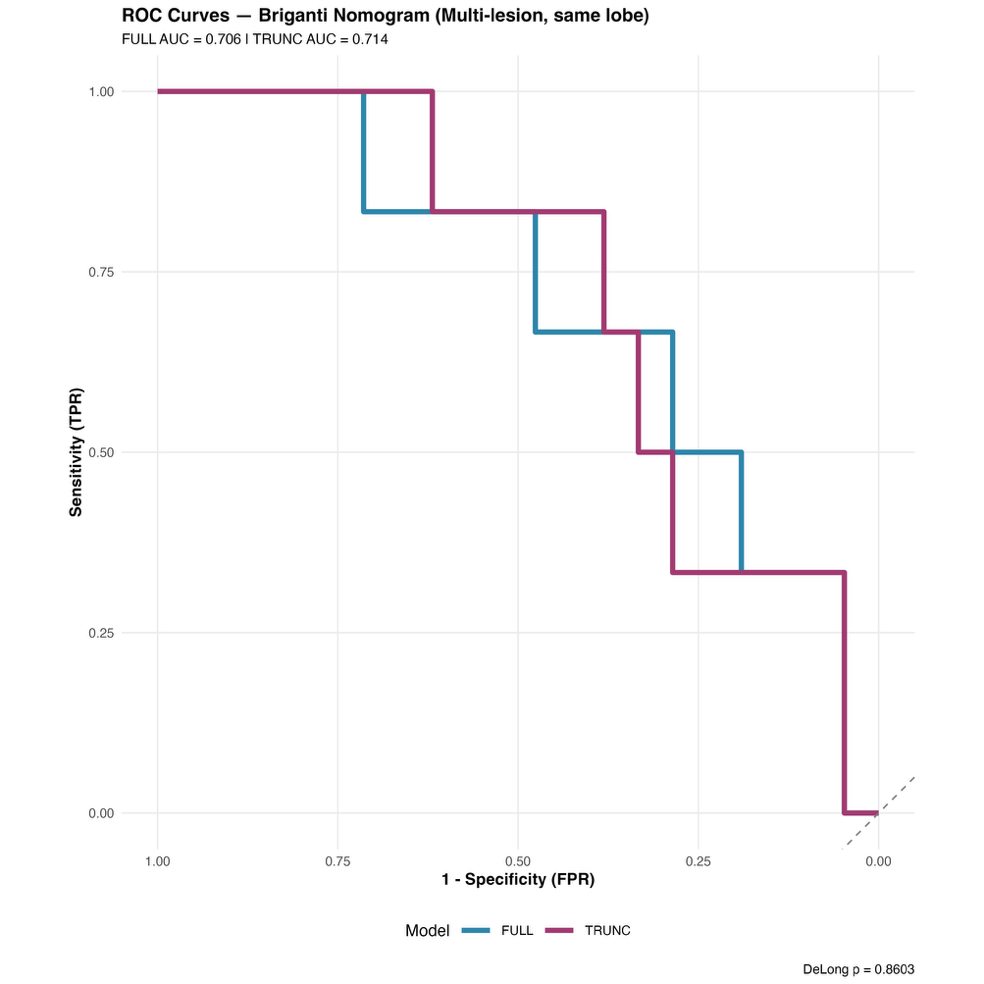 ROC Curves — Briganti Nomogram (Multi-lesion, same lobe)
FULL AUC = 0.706 | TRUNC AUC = 0.714
Sensitivity (TPR)
1.00
0.75
0.50
0.25
0.00
1.00 0.75 0.50 0.25 0.00
1 - Specificity (FPR)
Model FULL TRUNC
DeLong p = 0.8603